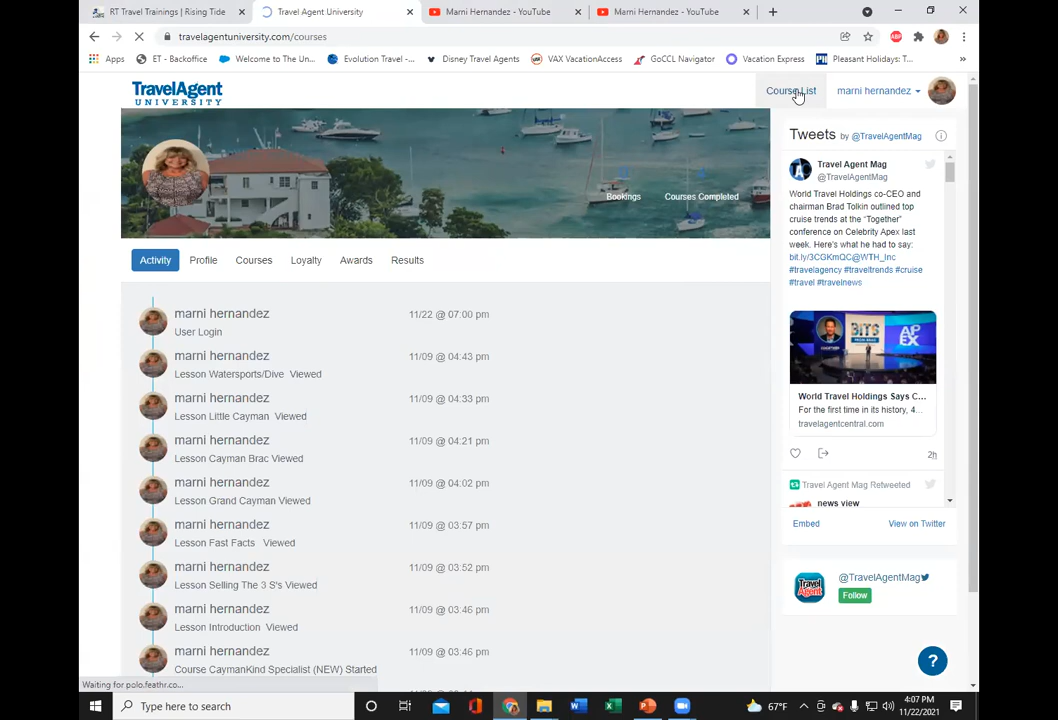 RT Travel Trainings | Rising Tide
Travel Agent University
Marni Hernandez - YouTube
Marni Hernandez - YouTube
travelagentuniversity.com/courses
ABP
Apps
ET - Backoffice
Welcome to The Un...
Evolution Travel -...
Disney Travel Agents
VAX VacationAccess
GoCCL Navigator
Vacation Express
Pleasant Holidays: T...
TravelAgent
UNIVERSITY
Course List
marni hernandez
Bookings
Courses Completed
Activity
Profile
Courses
Loyalty
Awards
Results
marni hernandez
11/22 @ 07:00 pm
User Login
marni hernandez
11/09 @ 04:43 pm
Lesson Watersports/Dive Viewed
marni hernandez
11/09 @ 04:33 pm
Lesson Little Cayman Viewed
marni hernandez
11/09 @ 04:21 pm
Lesson Cayman Brac Viewed
marni hernandez
11/09 @ 04:02 pm
Lesson Grand Cayman Viewed
marni hernandez
11/09 @ 03:57 pm
Lesson Fast Facts Viewed
marni hernandez
11/09 @ 03:52 pm
Lesson Selling The 3 S's Viewed
marni hernandez
11/09 @ 03:46 pm
Lesson Introduction Viewed
marni hernandez
11/09 @ 03:46 pm
Course CaymanKind Specialist (NEW) Started
Tweets by @TravelAgentMag
Travel Agent Mag
@TravelAgentMag
World Travel Holdings co-CEO and
chairman Brad Tolkin outlined top
cruise trends at the "Together"
conference on Celebrity Apex last
week. Here's what he had to say:
bit.ly/3CGKmQC@WTH_Inc
#travelagency #traveltrends #cruise
#travel #travelnews
BITS
FROM BRAD
AP
EX
World Travel Holdings Says C...
For the first time in its history, 4...
travelagentcentral.com
2h
Travel Agent Mag Retweeted
news view
Embed
View on Twitter
Travel
Agent
@TravelAgentMag
Follow
?
Waiting for polo.feathr.co...
Type here to search
67°F
4:07 PM
11/22/2021